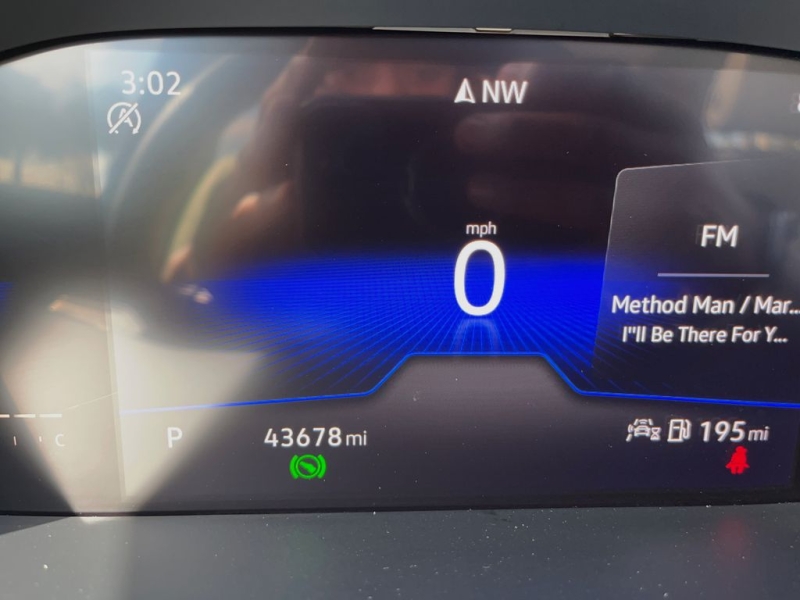 3:02
NW
mph
0
FM
Method Man / Mar...
I"ll Be There For Y...
C
P
43678 mi
195 mi